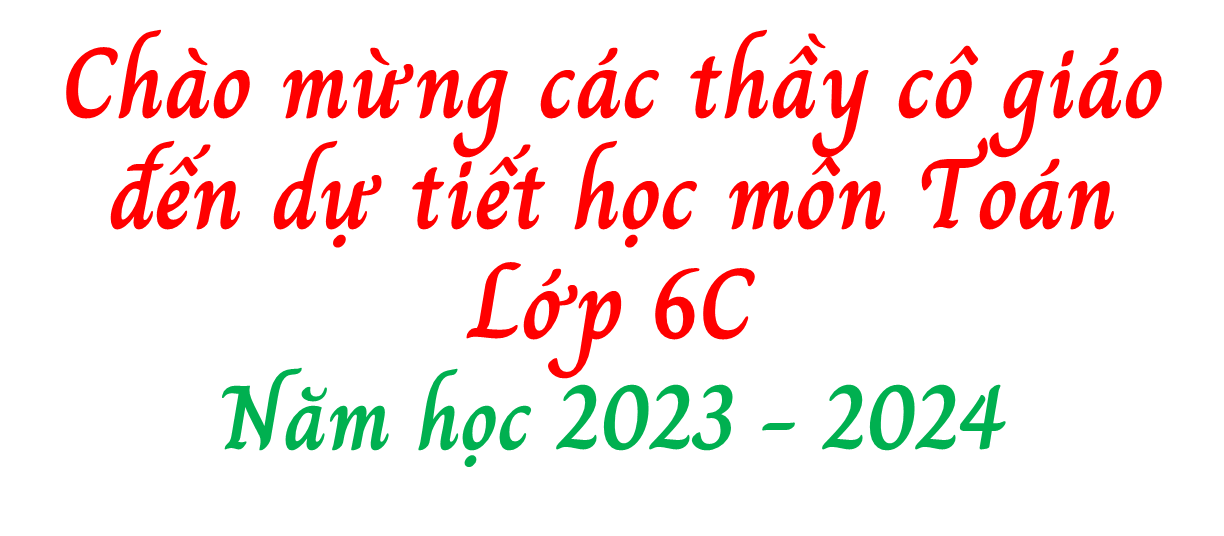 Chào mừng các thầy cô giáo
đến dự tiết học môn Toán
Lớp 6C
Năm học 2023 - 2024